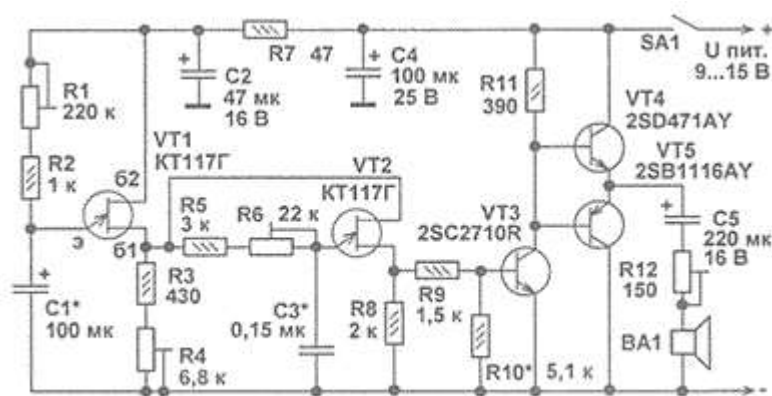 R1
220 к
R2
1 к
C1*
100 мк
VT1
КТ117Г
б2
э
б1
R3
430
R4
6,8 к
C2
47 мк
16 В
R7 47
C4
100 мк
25 В
R5
3 к
R6 22 к
C3*
0,15 мк
VT2
КТ117Г
R8
2 к
R9
1,5 к
R10* 5,1 к
VT3
2SC2710R
R11
390
SA1
+
U пит.
9...15 В
VT4
2SD471AY
VT5
2SB1116AY
+
C5
220 мк
16 В
R12
150
BA1
-
+
+
+